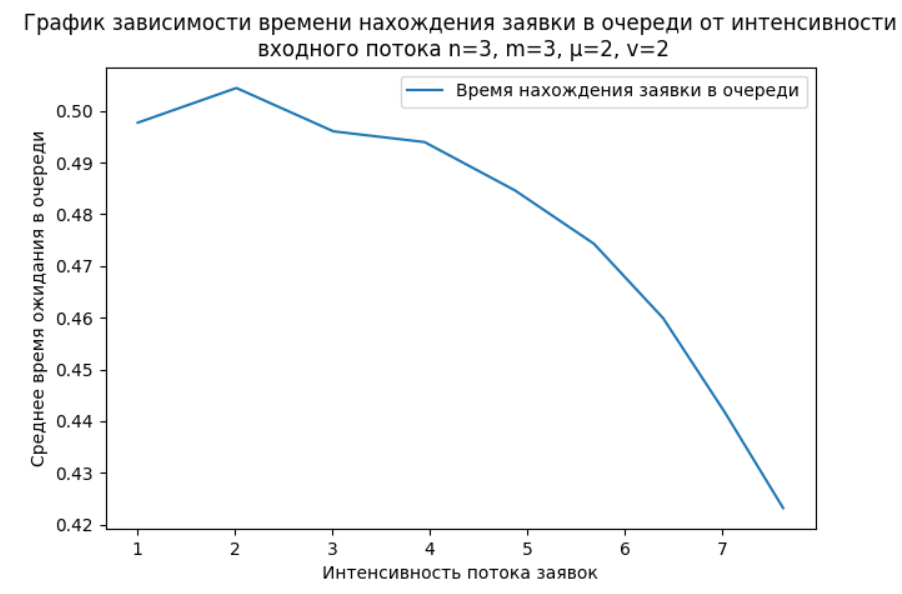 График зависимости времени нахождения заявки в очереди от интенсивности
входного потока n=3, m=3, μ=2, v=2
Время нахождения заявки в очереди
Среднее время ожидания в очереди
0.50
0.49
0.48
0.47
0.46
0.45
0.44
0.43
0.42
1 2 3 4 5 6 7
Интенсивность потока заявок